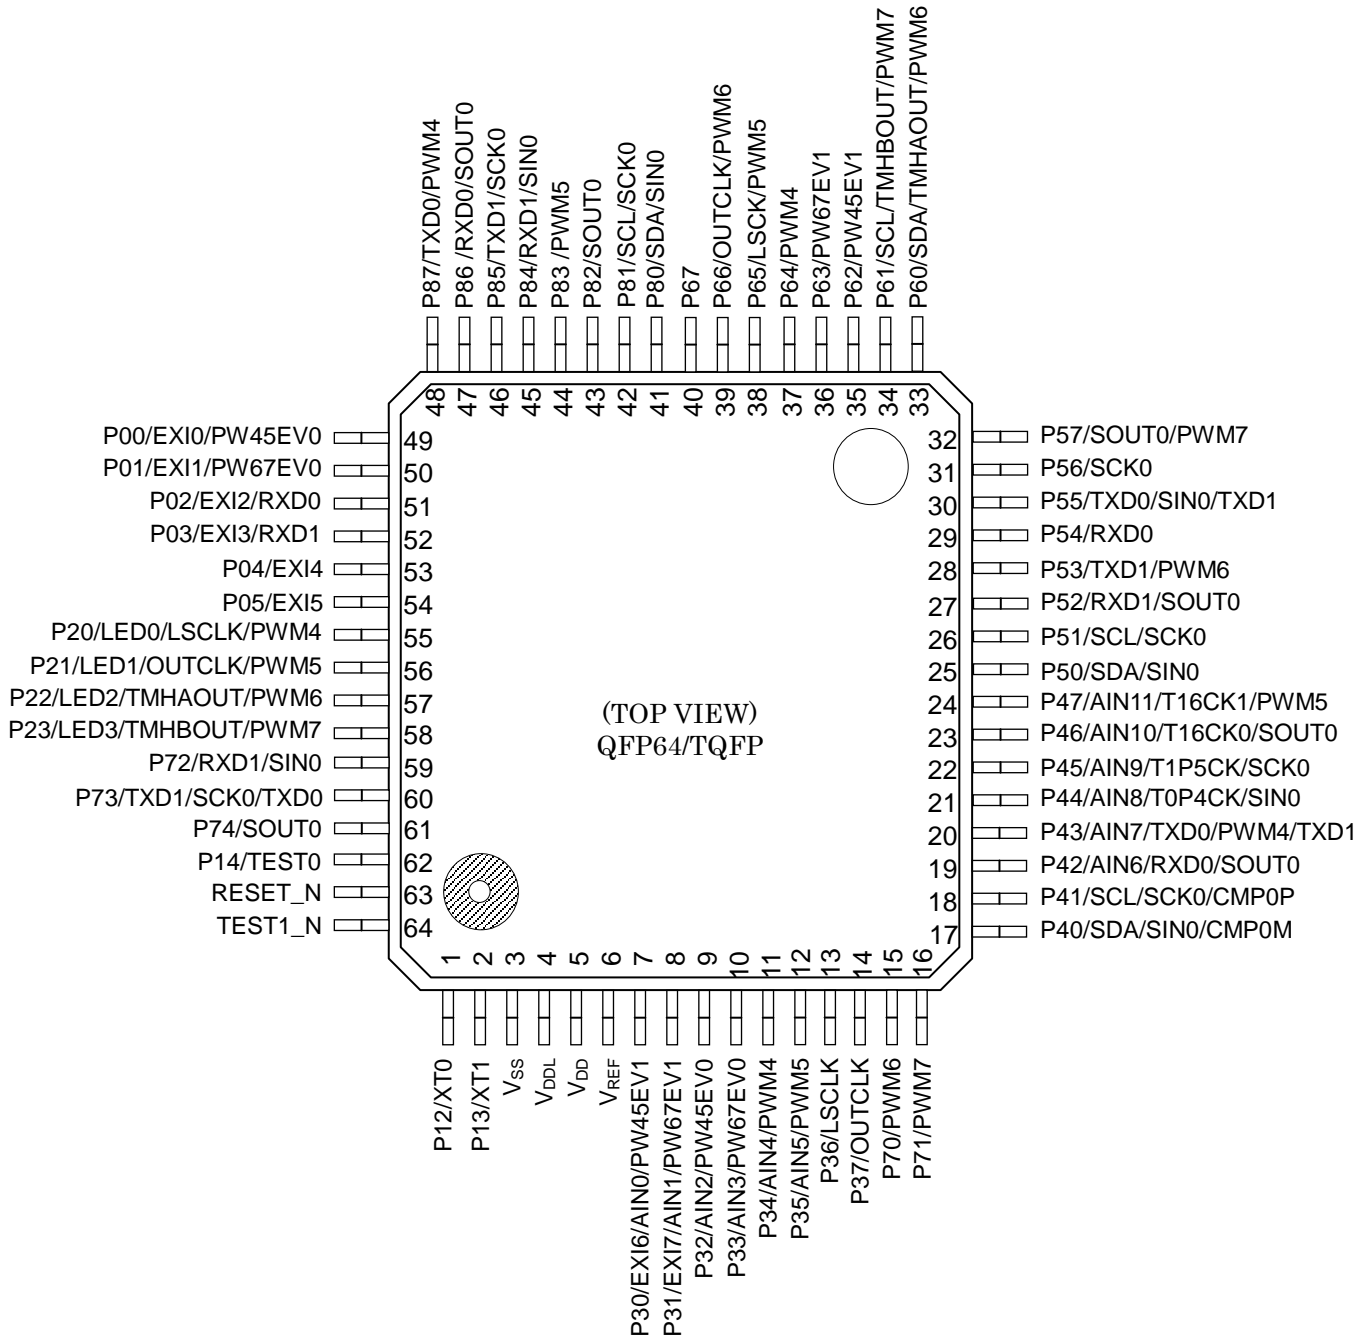 P87/TXD0/PWM4
P86 /RXD0/SOUT0
P85/TXD1/SCK0
P84/RXD1/SIN0
P83 /PWM5
P82/SOUT0
P81/SCL/SCK0
P80/SDA/SIN0
P67
P66/OUTCLK/PWM6
P65/LSCK/PWM5
P64/PWM4
P63/PW67EV1
P62/PW45EV1
P61/SCL/TMHBOUT/PWM7
P60/SDA/TMHAOUT/PWM6
48
47
46
45
44
43
42
41
40
39
38
37
36
35
34
33
P00/EXI0/PW45EV0 49
P01/EXI1/PW67EV0 50
P02/EXI2/RXD0 51
P03/EXI3/RXD1 52
P04/EXI4 53
P05/EXI5 54
P20/LED0/LSCLK/PWM4 55
P21/LED1/OUTCLK/PWM5 56
P22/LED2/TMHAOUT/PWM6 57
P23/LED3/TMHBOUT/PWM7 58
P72/RXD1/SIN0 59
P73/TXD1/SCK0/TXD0 60
P74/SOUT0 61
P14/TEST0 62
RESET_N 63
TEST1_N 64
(TOP VIEW)
QFP64/TQFP
32 P57/SOUT0/PWM7
31 P56/SCK0
30 P55/TXD0/SIN0/TXD1
29 P54/RXD0
28 P53/TXD1/PWM6
27 P52/RXD1/SOUT0
26 P51/SCL/SCK0
25 P50/SDA/SIN0
24 P47/AIN11/T16CK1/PWM5
23 P46/AIN10/T16CK0/SOUT0
22 P45/AIN9/T1P5CK/SCK0
21 P44/AIN8/T0P4CK/SIN0
20 P43/AIN7/TXD0/PWM4/TXD1
19 P42/AIN6/RXD0/SOUT0
18 P41/SCL/SCK0/CMP0P
17 P40/SDA/SIN0/CMP0M
1
2
3
4
5
6
7
8
9
10
11
12
13
14
15
16
P12/XT0
P13/XT1
VSS
VDDL
VDD
VREF
P30/EXI6/AIN0/PW45EV1
P31/EXI7/AIN1/PW67EV1
P32/AIN2/PW45EV0
P33/AIN3/PW67EV0
P34/AIN4/PWM4
P35/AIN5/PWM5
P36/LSCLK
P37/OUTCLK
P70/PWM6
P71/PWM7